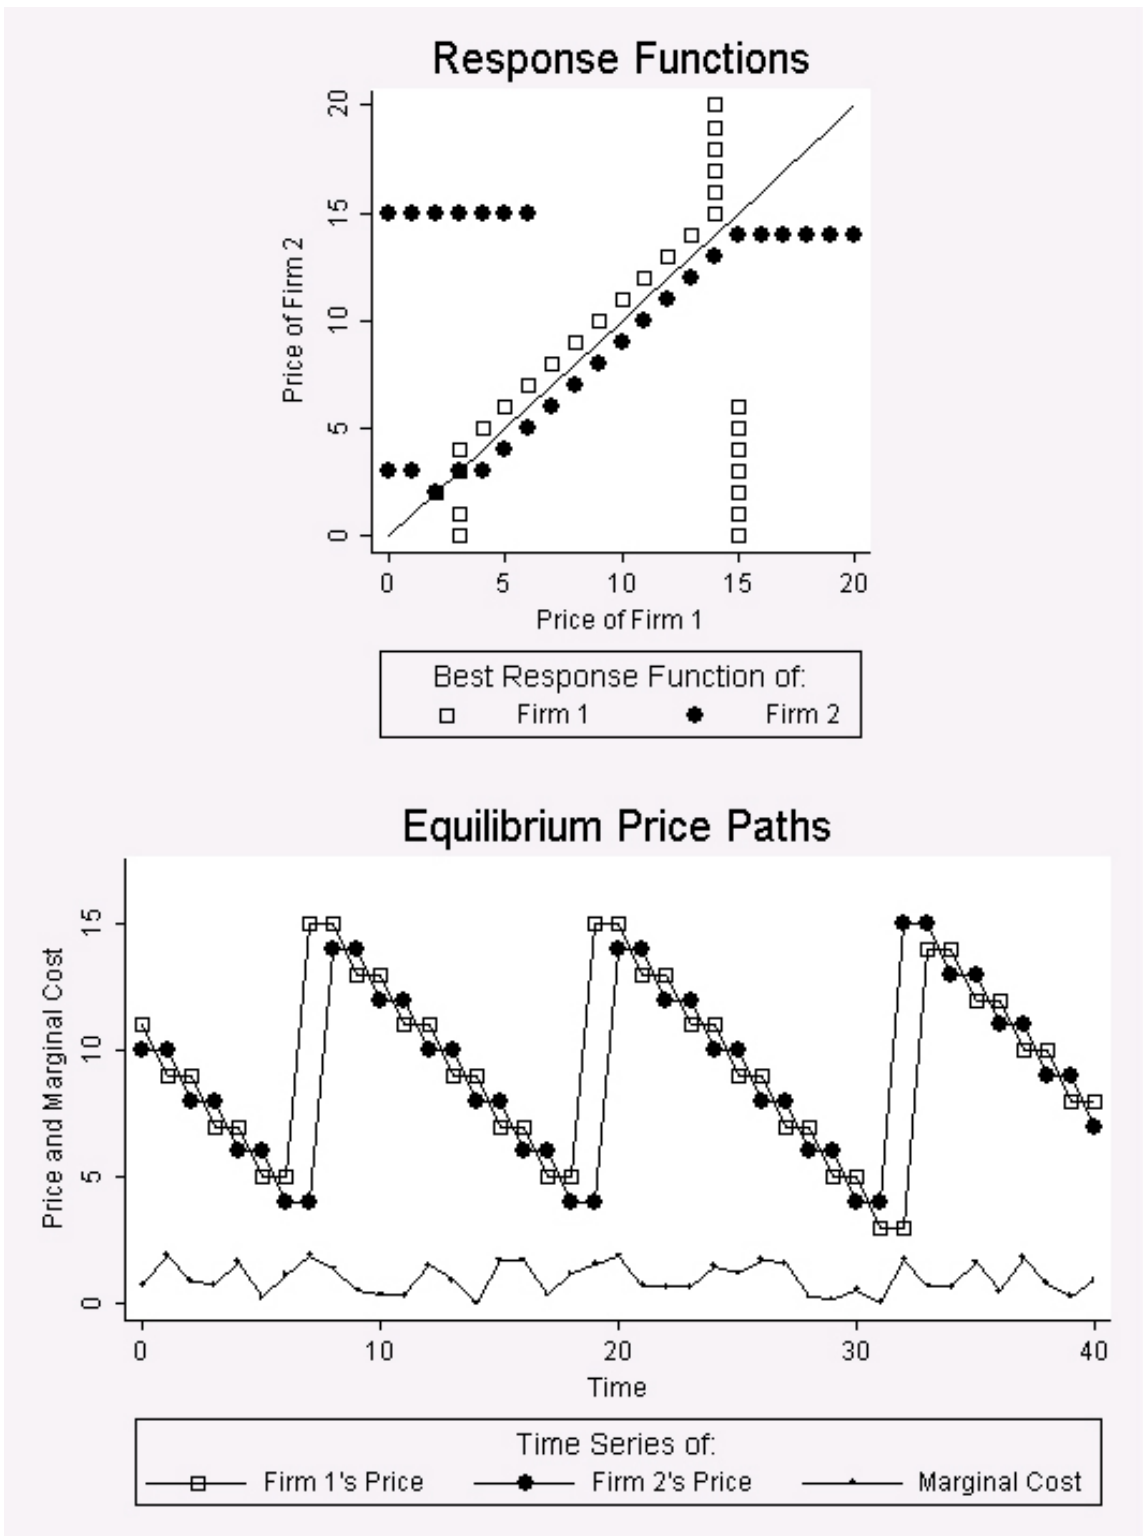 Response Functions
20
15
10
5
0
Price of Firm 2
0 5 10 15 20
Price of Firm 1
Best Response Function of:
Firm 1 Firm 2
Equilibrium Price Paths
15
10
5
0
Price and Marginal Cost
0 10 20 30 40
Time
Time Series of:
Firm 1's Price Firm 2's Price Marginal Cost